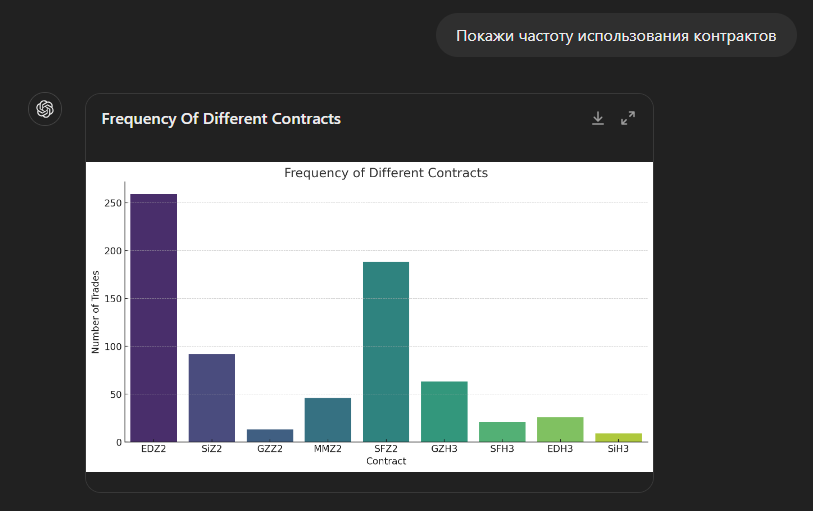 Покажи частоту использования контрактов
Frequency Of Different Contracts
Frequency of Different Contracts
250
200
150
100
50
0
Number of Trades
EDZ2 SiZ2 GZZ2 MMZ2 SFZ2 GZH3 SFH3 EDH3 SiH3
Contract